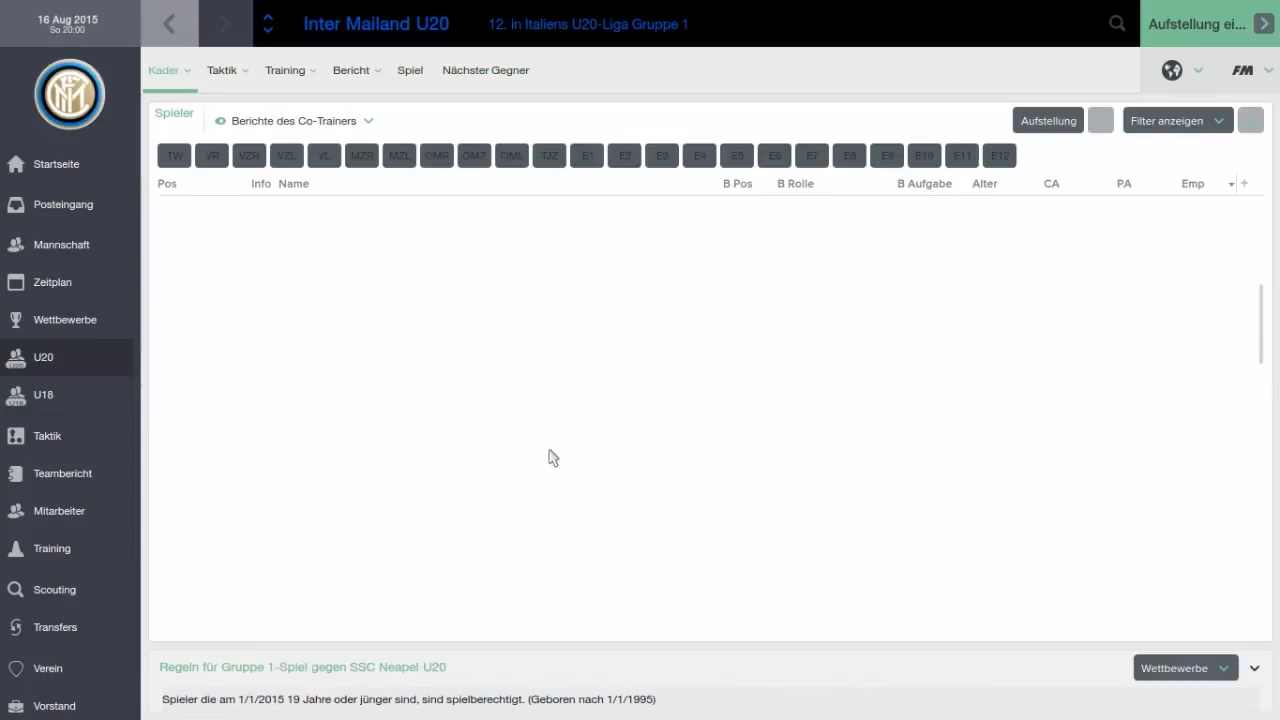 16 Aug 2015
So 20:00
Inter Mailand U20
12. in Italiens U20-Liga Gruppe 1
Aufstellung ei...
Kader
Taktik
Training
Bericht
Spiel
Nächster Gegner
FM
Startseite
Posteingang
Mannschaft
Zeitplan
Wettbewerbe
U20
U18
Taktik
Teambericht
Mitarbeiter
Training
Scouting
Transfers
Verein
Vorstand
Spieler
Berichte des Co-Trainers
Aufstellung
Filter anzeigen
TW VR VZR VZL VL MZR MZL OMR OMZ OML TJZ E1 E2 E3 E4 E5 E6 E7 E8 E9 E10 E11 E12
Pos Info Name B Pos B Rolle B Aufgabe Alter CA PA Emp +
Regeln für Gruppe 1-Spiel gegen SSC Neapel U20
Wettbewerbe
Spieler die am 1/1/2015 19 Jahre oder jünger sind, sind spielberechtigt. (Geboren nach 1/1/1995)